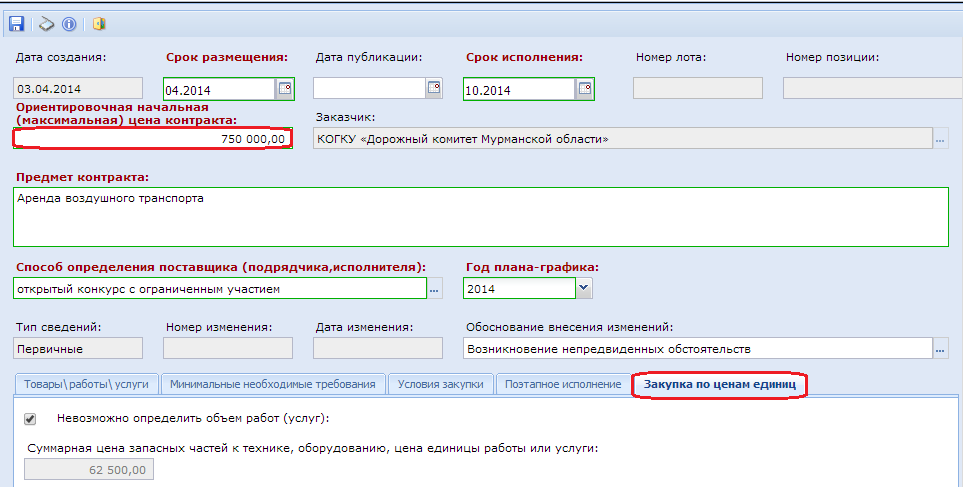 Дата создания: Срок размещения: Дата публикации: Срок исполнения: Номер лота: Номер позиции:
03.04.2014 04.2014 10.2014
Ориентировочная начальная
(максимальная) цена контракта: Заказчик:
750 000,00 КОГКУ «Дорожный комитет Мурманской области» ...
Предмет контракта:
Аренда воздушного транспорта
Способ определения поставщика (подрядчика,исполнителя): Год плана-графика:
открытый конкурс с ограниченным участием ... 2014
Тип сведений: Номер изменения: Дата изменения: Обоснование внесения изменений:
Первичные Возникновение непредвиденных обстоятельств ...
Товары\работы\услуги Минимальные необходимые требования Условия закупки Поэтапное исполнение Закупка по ценам единиц
Невозможно определить объем работ (услуг):
Суммарная цена запасных частей к технике, оборудованию, цена единицы работы или услуги:
62 500,00